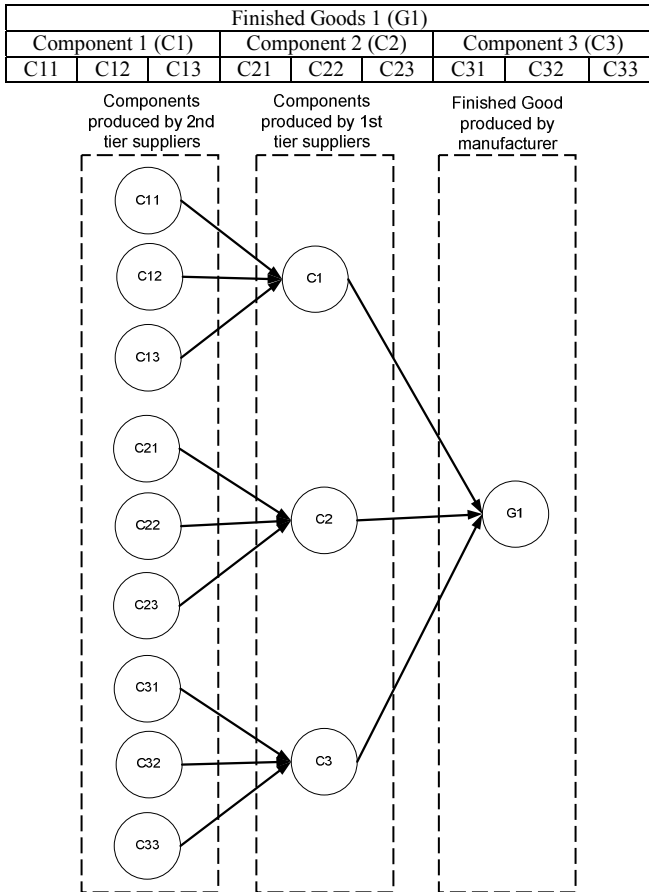 Finished Goods 1 (G1)
Component 1 (C1) Component 2 (C2) Component 3 (C3)
C11 C12 C13 C21 C22 C23 C31 C32 C33
Components
produced by 2nd
tier suppliers
Components
produced by 1st
tier suppliers
Finished Good
produced by
manufacturer
C11
C12
C1
C13
C21
C22
C2
G1
C23
C31
C32
C3
C33